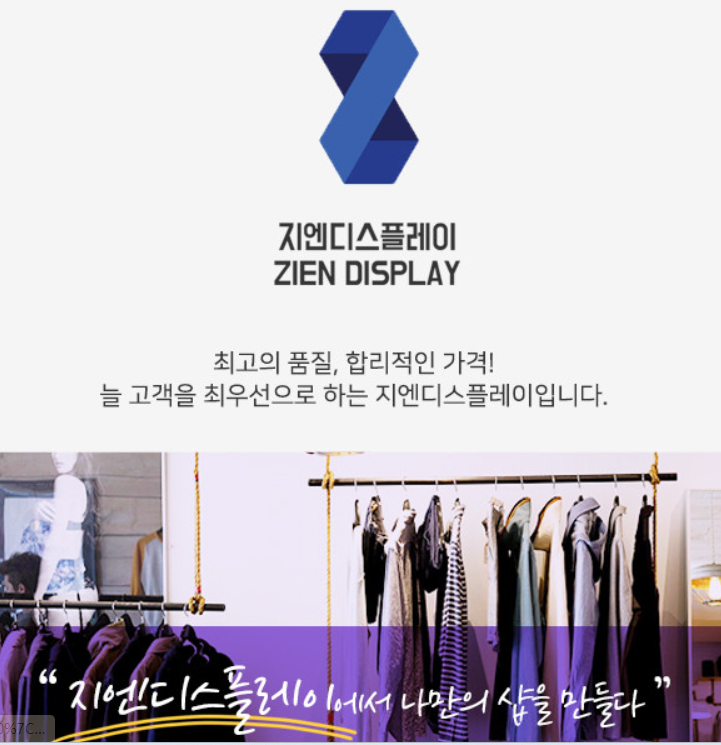 지엔디스플레이
ZIEN DISPLAY
최고의 품질, 합리적인 가격!
늘 고객을 최우선으로 하는 지엔디스플레이입니다.
“ 지엔디스플레이에서 나만의 샵을 만들다 ”
%7C...